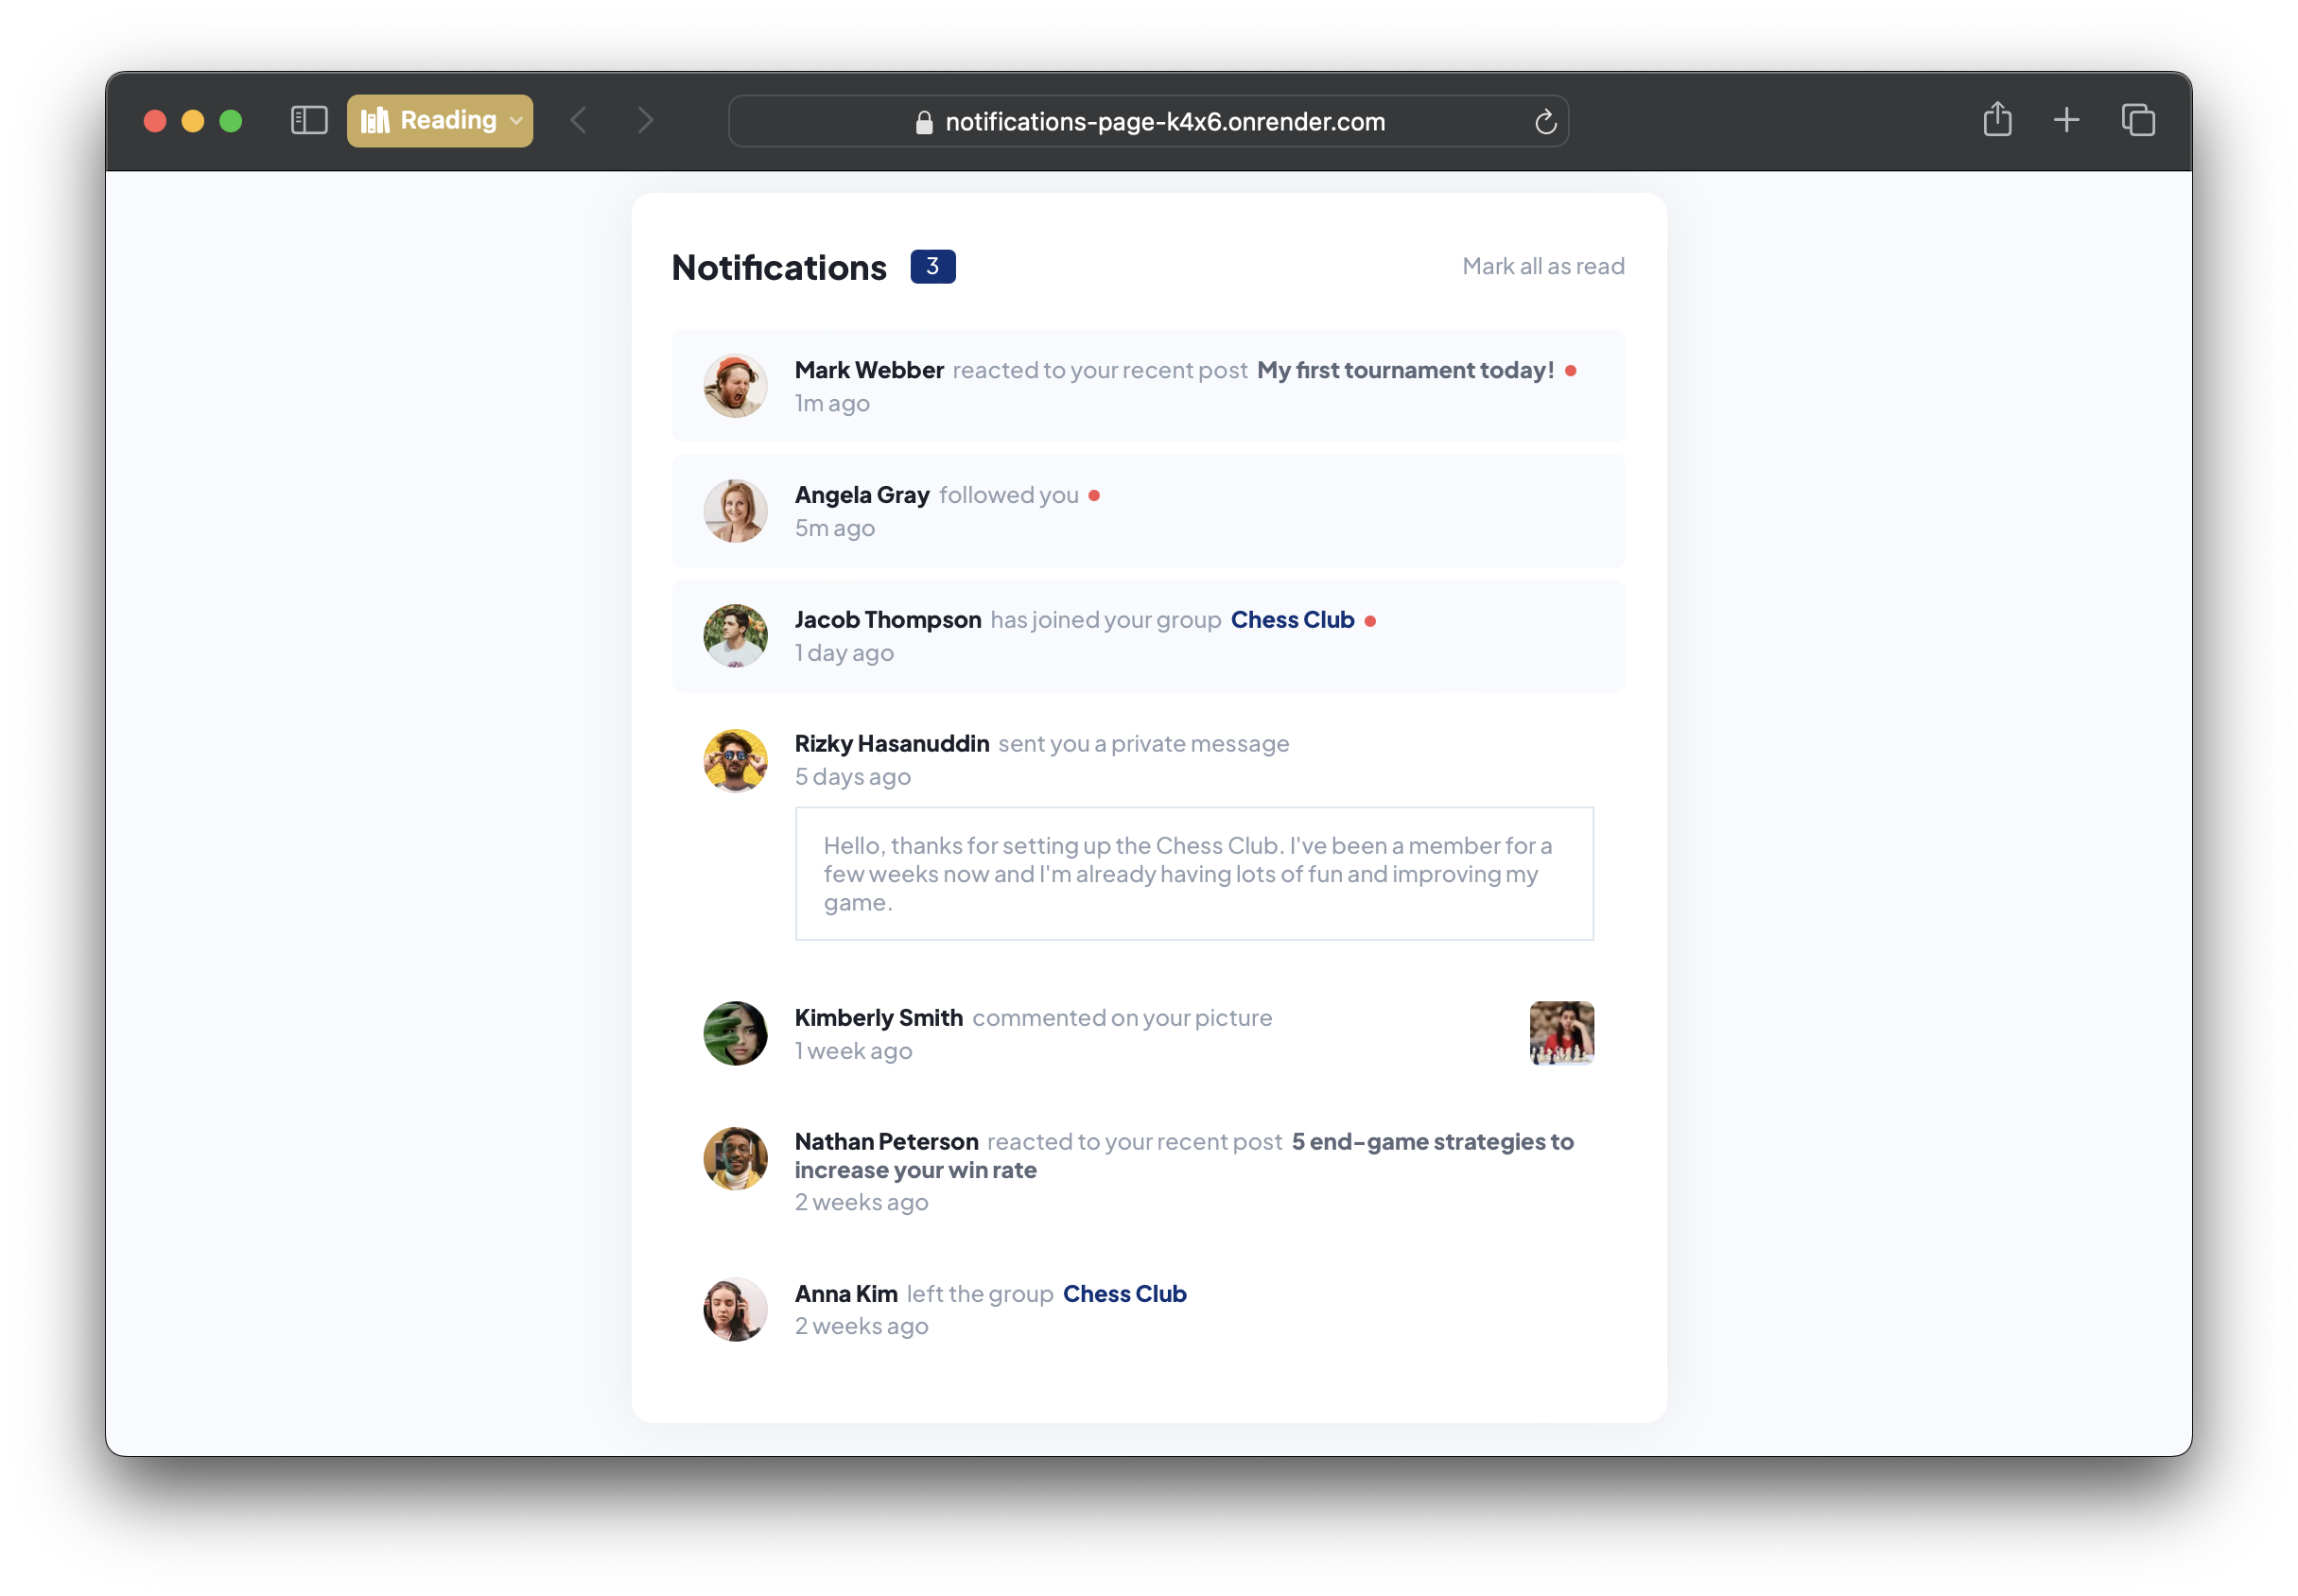 Reading
notifications-page-k4x6.onrender.com
Notifications 3
Mark all as read
Mark Webber reacted to your recent post My first tournament today!
1m ago
Angela Gray followed you
5m ago
Jacob Thompson has joined your group Chess Club
1 day ago
Rizky Hasanuddin sent you a private message
5 days ago
Hello, thanks for setting up the Chess Club. I've been a member for a
few weeks now and I'm already having lots of fun and improving my
game.
Kimberly Smith commented on your picture
1 week ago
Nathan Peterson reacted to your recent post 5 end-game strategies to
increase your win rate
2 weeks ago
Anna Kim left the group Chess Club
2 weeks ago